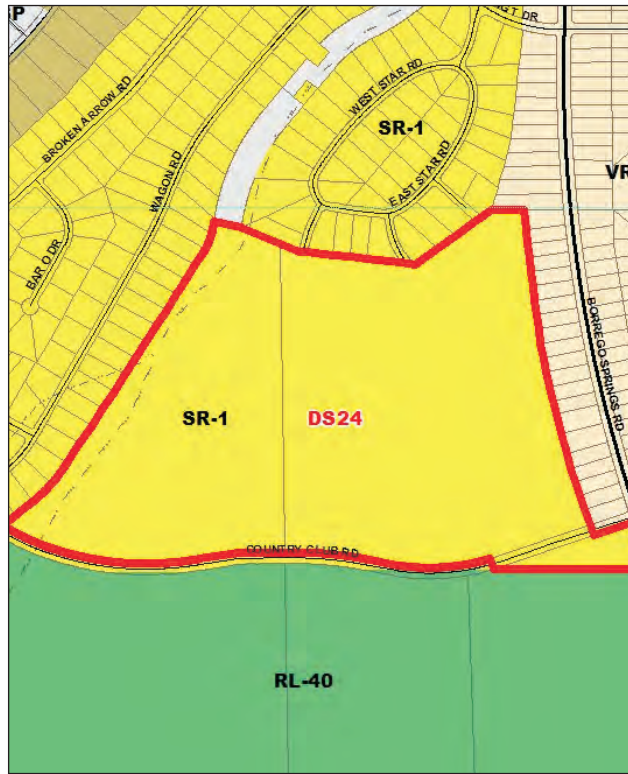 P
G T DR
WEST STAR RD
BROKEN ARROW RD
SR-1
EAST STAR RD
VR
WAGON RD
BAR O DR
BORREGO SPRINGS RD
SR-1
DS24
COUNTRY CLUB RD
RL-40